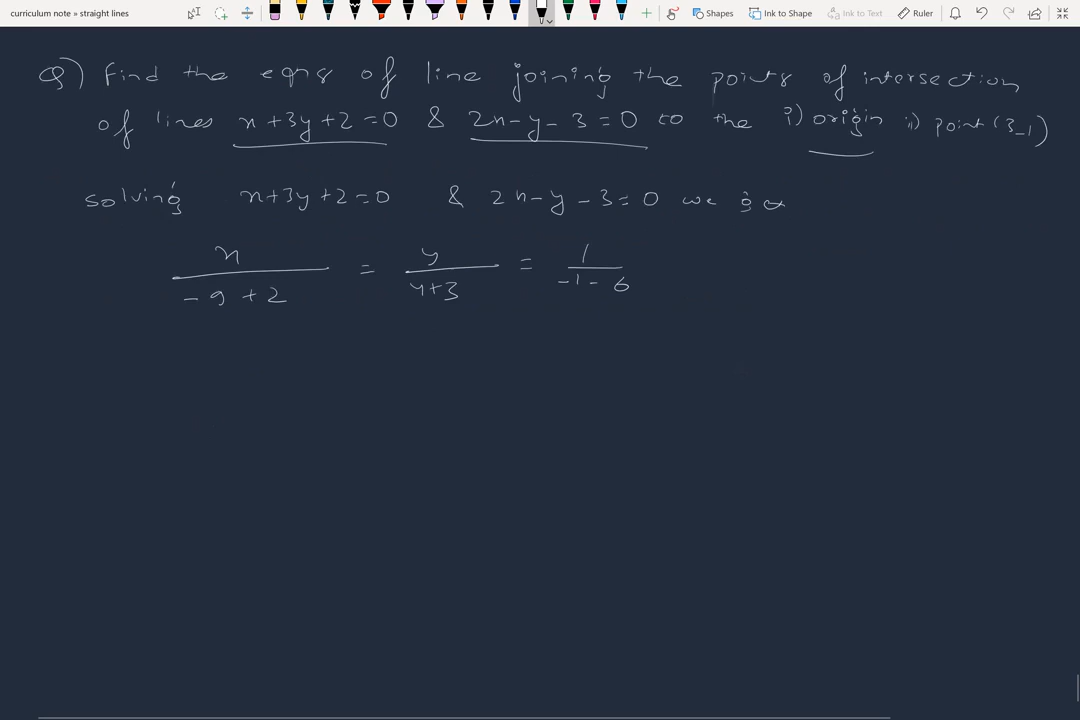 curriculum note » straight lines
Shapes Ink to Shape Ink to Text Ruler
Q) Find the eqns of line joining the points of intersection
of lines x+3y+2=0 & 2x-y-3=0 to the i) origin ii) point (3,-1)
solving x+3y+2=0 & 2x-y-3=0 we get
x / (-9+2) = y / (4+3) = 1 / (-1-6)